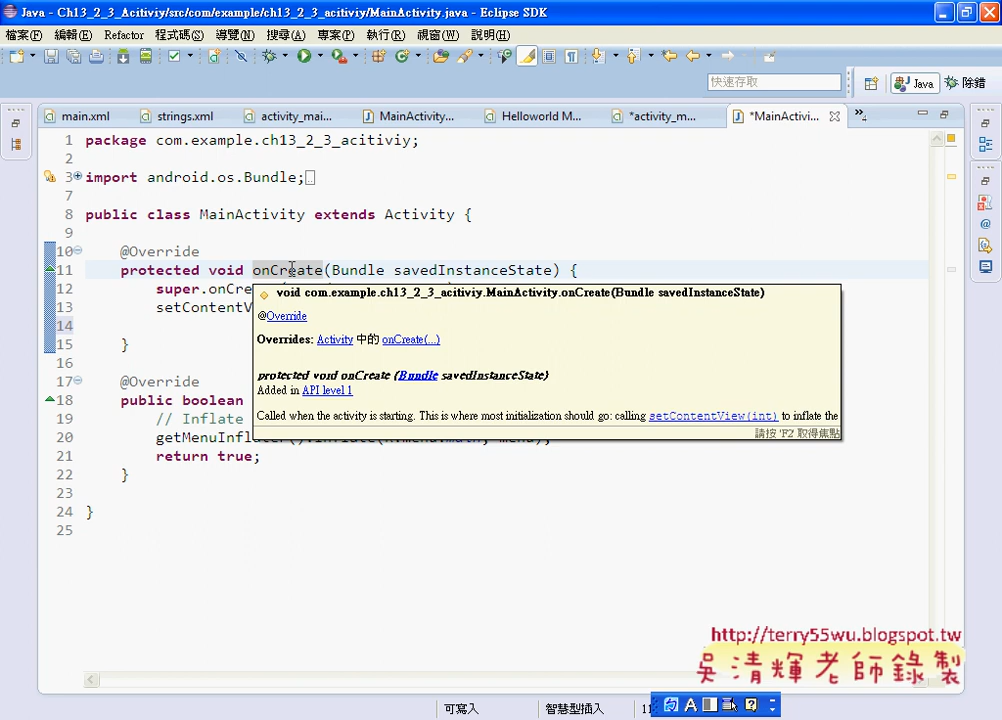 Java - Ch13_2_3_Acitiviy/src/com/example/ch13_2_3_acitiviy/MainActivity.java - Eclipse SDK
檔案(F) 編輯(E) Refactor 程式碼(S) 導覽(N) 搜尋(A) 專案(P) 執行(R) 視窗(W) 說明(H)
快速存取 Java 除錯
main.xml strings.xml activity_mai... MainActivity... Helloworld M... *activity_m... *MainActivi...
1 package com.example.ch13_2_3_acitiviy;
2
3 import android.os.Bundle;
7
8 public class MainActivity extends Activity {
9
10 @Override
11 protected void onCreate(Bundle savedInstanceState) {
12 super.onCre
13 setContentV
14
15 }
16
17 @Override
18 public boolean
19 // Inflate
20 getMenuInflater().inflate(R.menu.main, menu);
21 return true;
22 }
23
24 }
25
void com.example.ch13_2_3_acitiviy.MainActivity.onCreate(Bundle savedInstanceState)
@Override
Overrides: Activity 中的 onCreate(...)
protected void onCreate (Bundle savedInstanceState)
Added in API level 1
Called when the activity is starting. This is where most initialization should go: calling setContentView(int) to inflate the
請按 'F2' 取得焦點
http://terry55wu.blogspot.tw
吳清輝老師錄製
可寫入 智慧型插入 11